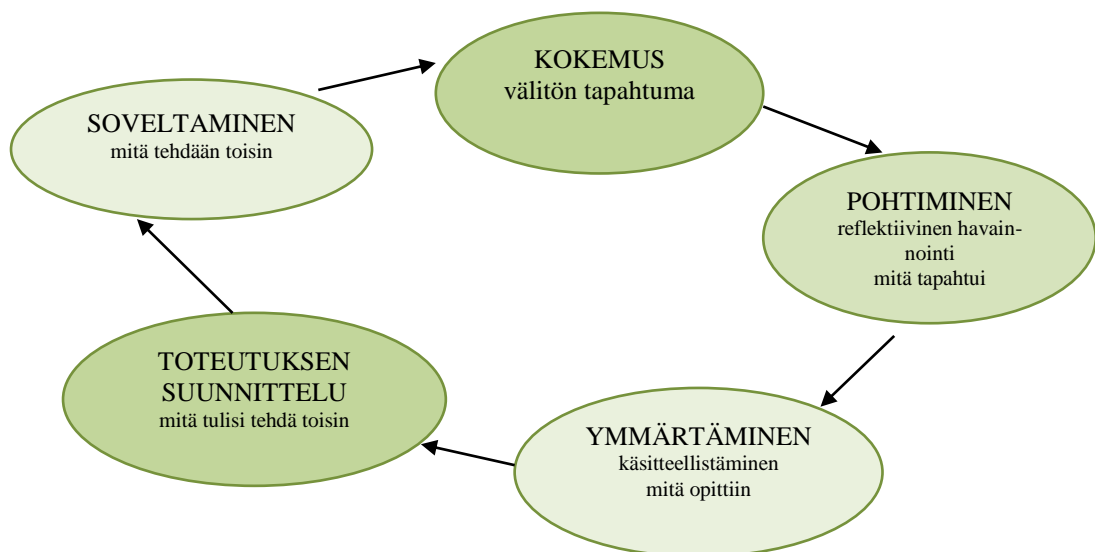 KOKEMUS
välitön tapahtuma
POHTIMINEN
reflektiivinen havain-
nointi
mitä tapahtui
YMMÄRTÄMINEN
käsitteellistäminen
mitä opittiin
TOTEUTUKSEN
SUUNNITTELU
mitä tulisi tehdä toisin
SOVELTAMINEN
mitä tehdään toisin